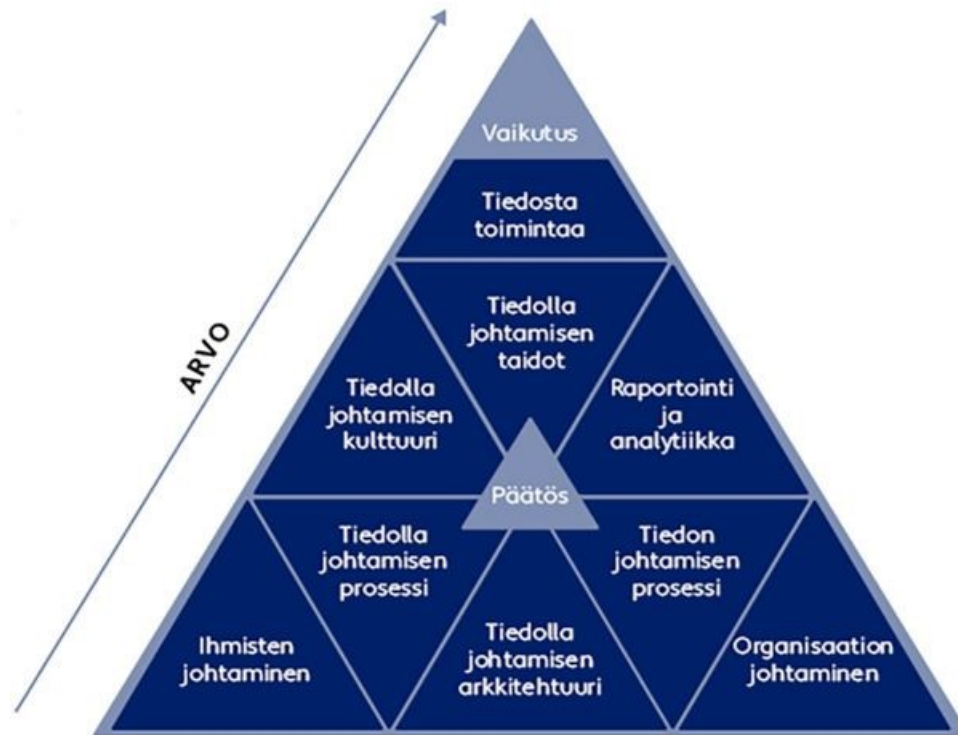 Vaikutus
Tiedosta
toimintaa
Tiedolla
johtamisen
taidot
ARVO
Tiedolla
johtamisen
kulttuuri
Raportointi
ja
analytiikka
Päätös
Tiedolla
johtamisen
prosessi
Tiedon
johtamisen
prosessi
Ihmisten
johtaminen
Tiedolla
johtamisen
arkkitehtuuri
Organisaation
johtaminen